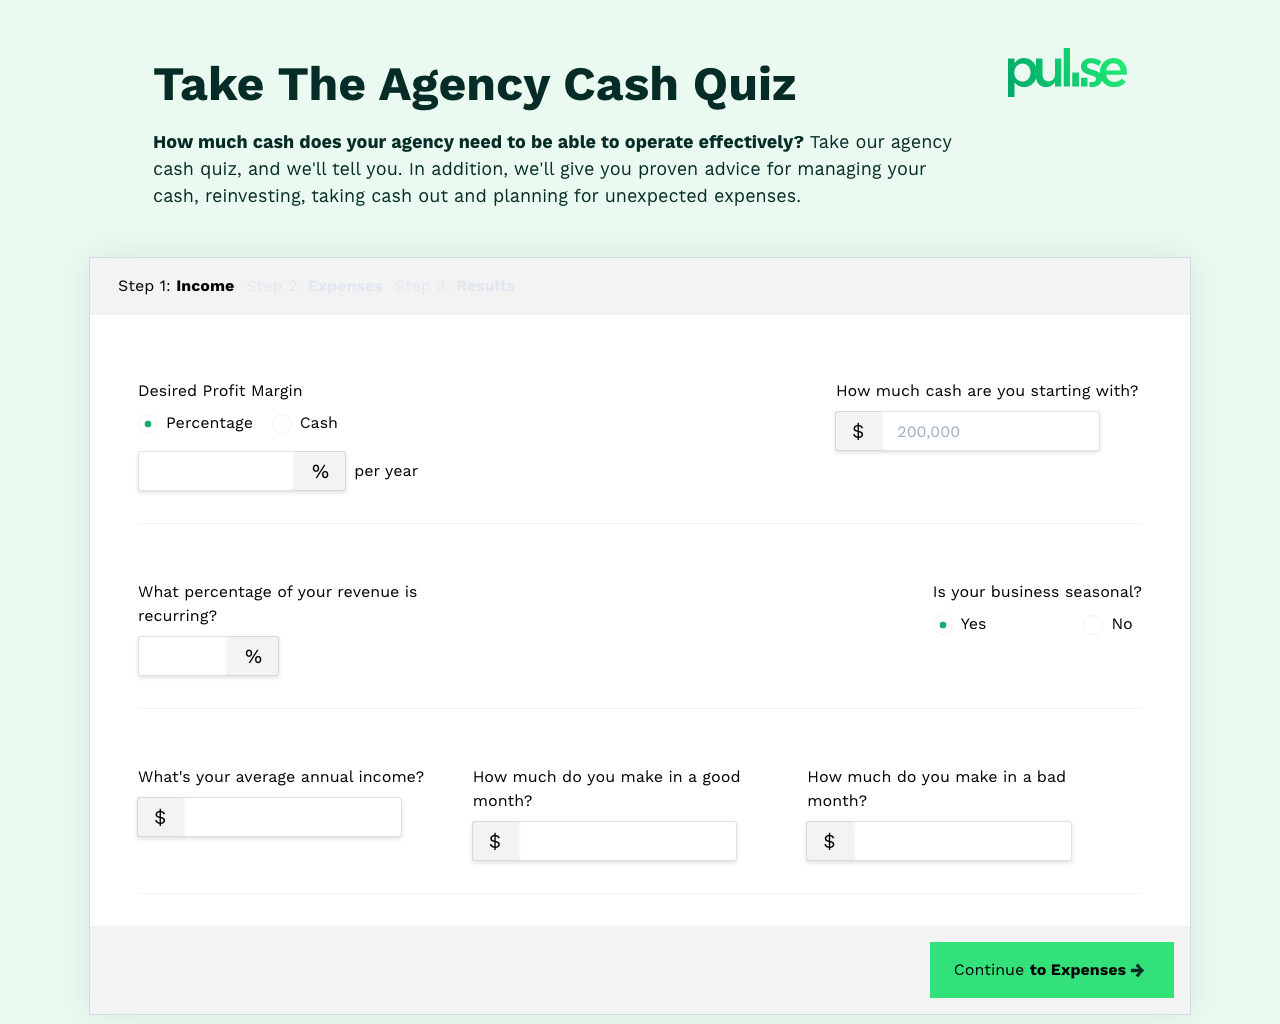 Take The Agency Cash Quiz
pulse
How much cash does your agency need to be able to operate effectively? Take our agency
cash quiz, and we'll tell you. In addition, we'll give you proven advice for managing your
cash, reinvesting, taking cash out and planning for unexpected expenses.
Step 1: Income Step 2: Expenses Step 3: Results
Desired Profit Margin
Percentage Cash
% per year
How much cash are you starting with?
$ 200,000
What percentage of your revenue is
recurring?
%
Is your business seasonal?
Yes No
What's your average annual income?
$
How much do you make in a good
month?
$
How much do you make in a bad
month?
$
Continue to Expenses →